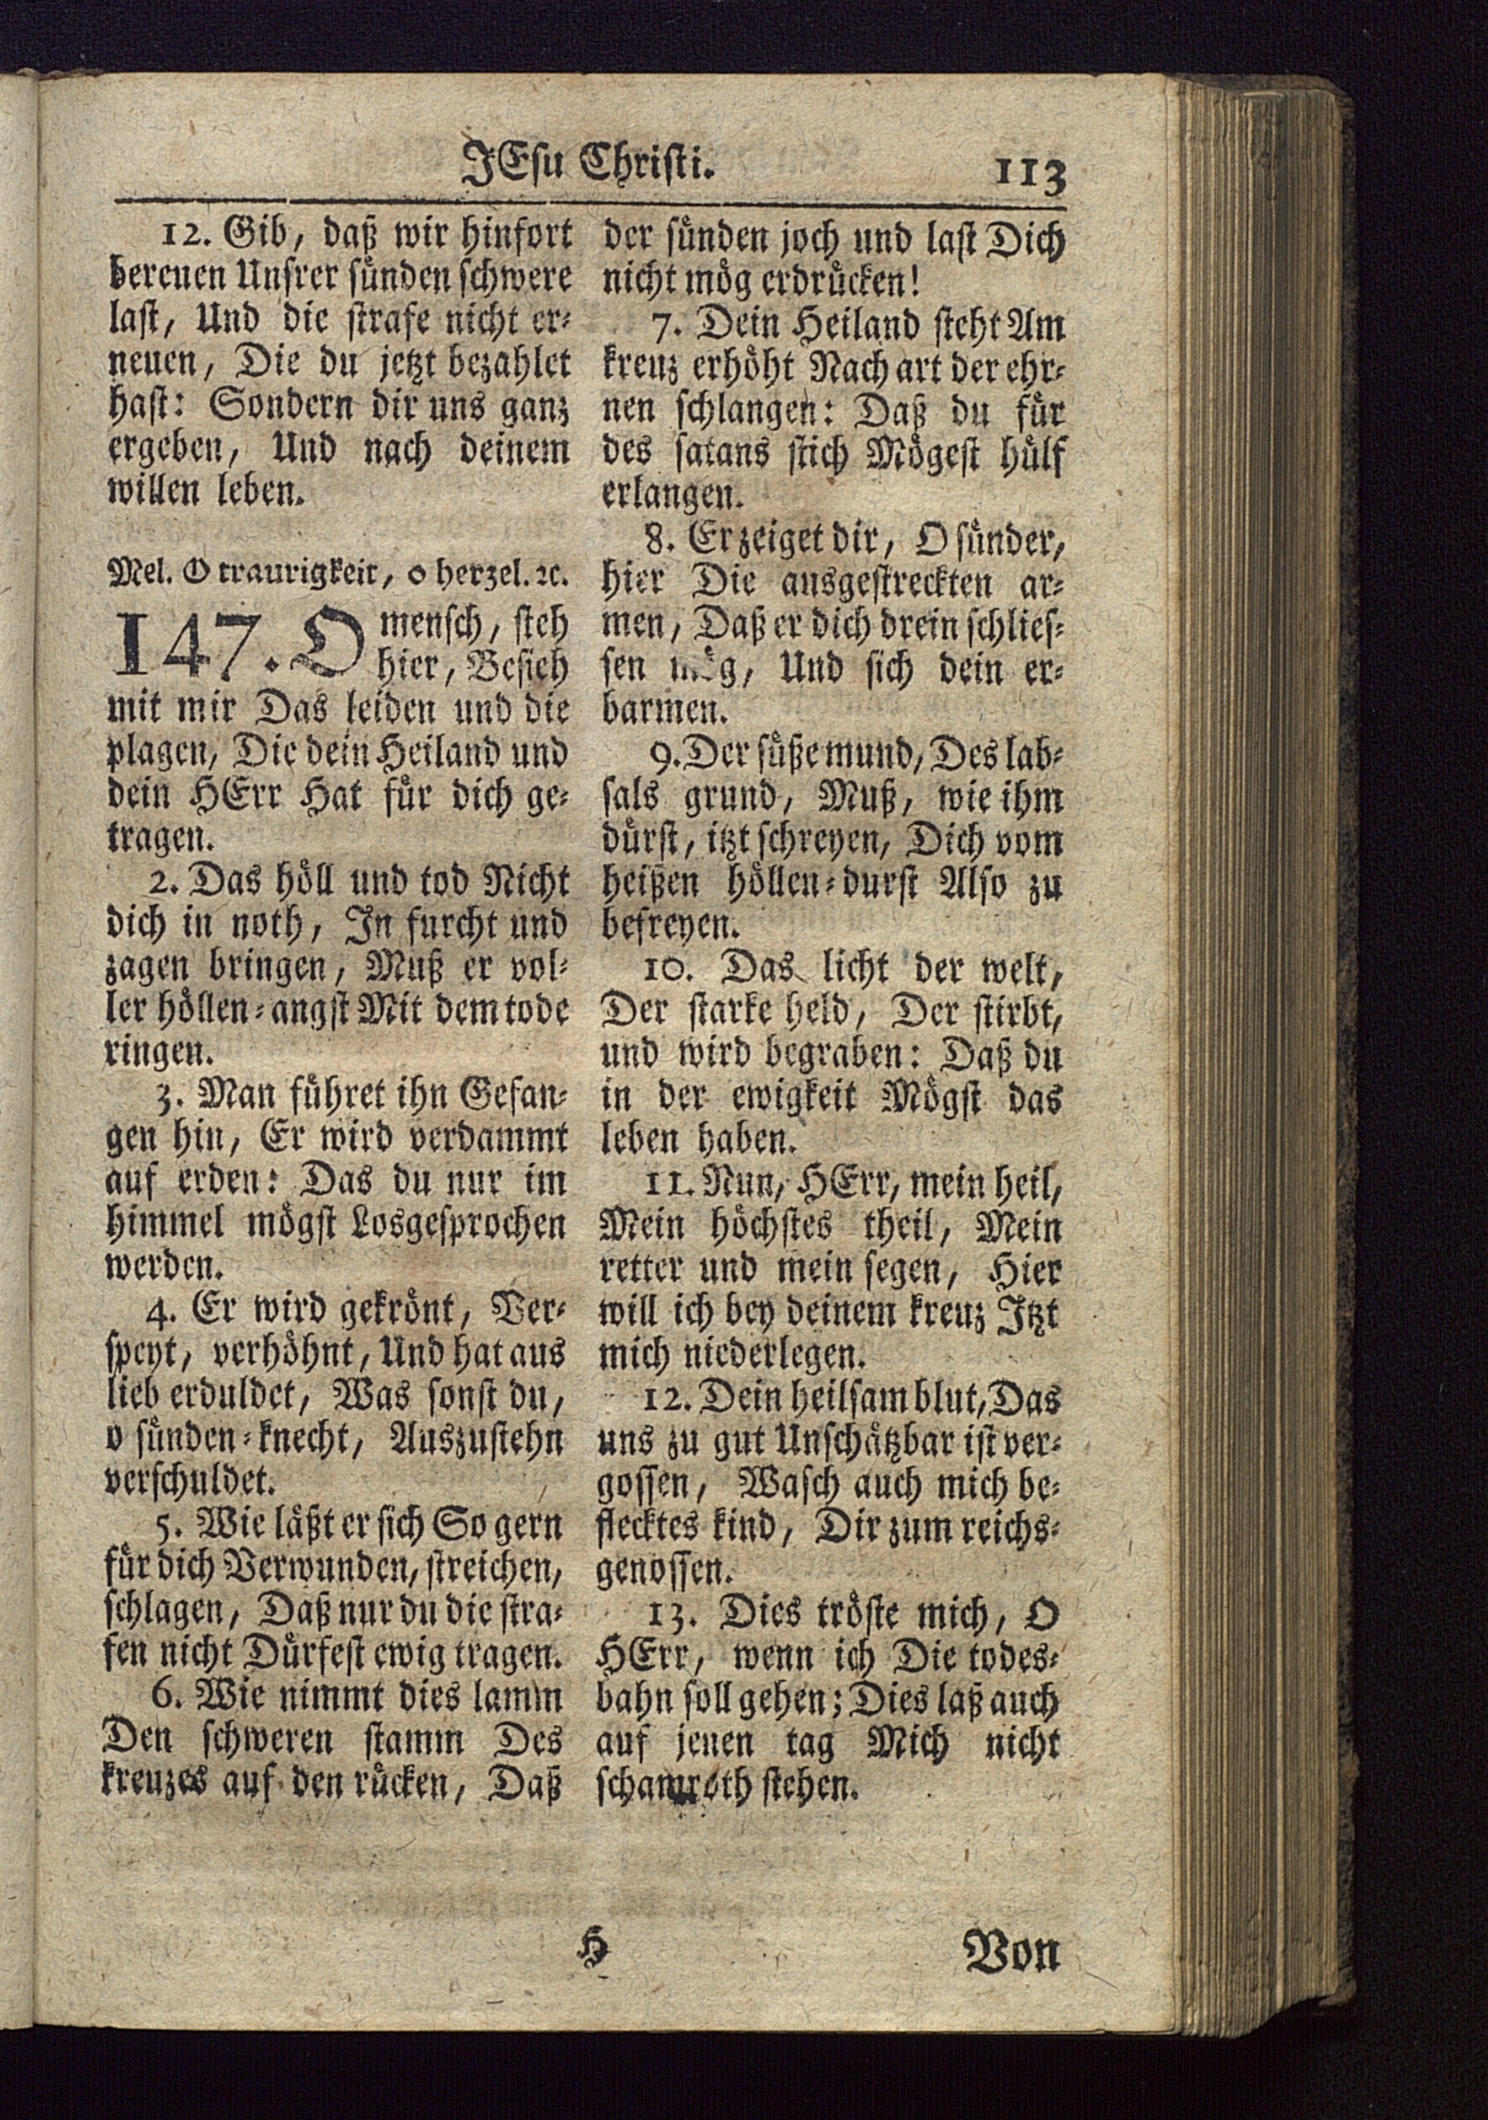 JEsu Christi. 113
12. Gib, daß wir hinfort
bereuen Unsrer sünden schwere
last, Und die strafe nicht er-
neuen, Die du jetzt bezahlet
hast: Sondern dir uns ganz
ergeben, Und nach deinem
willen leben.
Mel. O traurigkeit, o herzel. ꝛc.
147. O mensch, steh
hier, Besieh
mit mir Das leiden und die
plagen, Die dein Heiland und
dein HErr Hat für dich ge-
tragen.
2. Das höll und tod Nicht
dich in noth, In furcht und
zagen bringen, Muß er vol-
ler höllen-angst Mit dem tode
ringen.
3. Man führet ihn Gefan-
gen hin, Er wird verdammt
auf erden: Das du nur im
himmel mögst Losgesprochen
werden.
4. Er wird gekrönt, Ver-
speyt, verhöhnt, Und hat aus
lieb erduldet, Was sonst du,
o sünden-knecht, Auszustehn
verschuldet.
5. Wie läßt er sich So gern
für dich Verwunden, streichen,
schlagen, Daß nur du die stra-
fen nicht Dürfest ewig tragen.
6. Wie nimmt dies lamm
Den schweren stamm Des
kreuzes auf den rücken, Daß
der sünden joch und last Dich
nicht mög erdrücken!
7. Dein Heiland steht Am
kreuz erhöht Nach art der ehr-
nen schlangen: Daß du für
des satans stich Mögest hülf
erlangen.
8. Er zeiget dir, O sünder,
hier Die ausgestreckten ar-
men, Daß er dich drein schlies-
sen mög, Und sich dein er-
barmen.
9. Der süße mund, Des lab-
sals grund, Muß, wie ihm
dürst, itzt schreyen, Dich vom
heißen höllen-durst Also zu
befreyen.
10. Das licht der welt,
Der starke held, Der stirbt,
und wird begraben: Daß du
in der ewigkeit Mögst das
leben haben.
11. Nun, HErr, mein heil,
Mein höchstes theil, Mein
retter und mein segen, Hier
will ich bey deinem kreuz Itzt
mich niederlegen.
12. Dein heilsam blut, Das
uns zu gut Unschätzbar ist ver-
gossen, Wasch auch mich be-
flecktes kind, Dir zum reichs-
genossen.
13. Dies tröste mich, O
HErr, wenn ich Die todes-
bahn soll gehen; Dies laß auch
auf jenen tag Mich nicht
schamroth stehen.
H Von